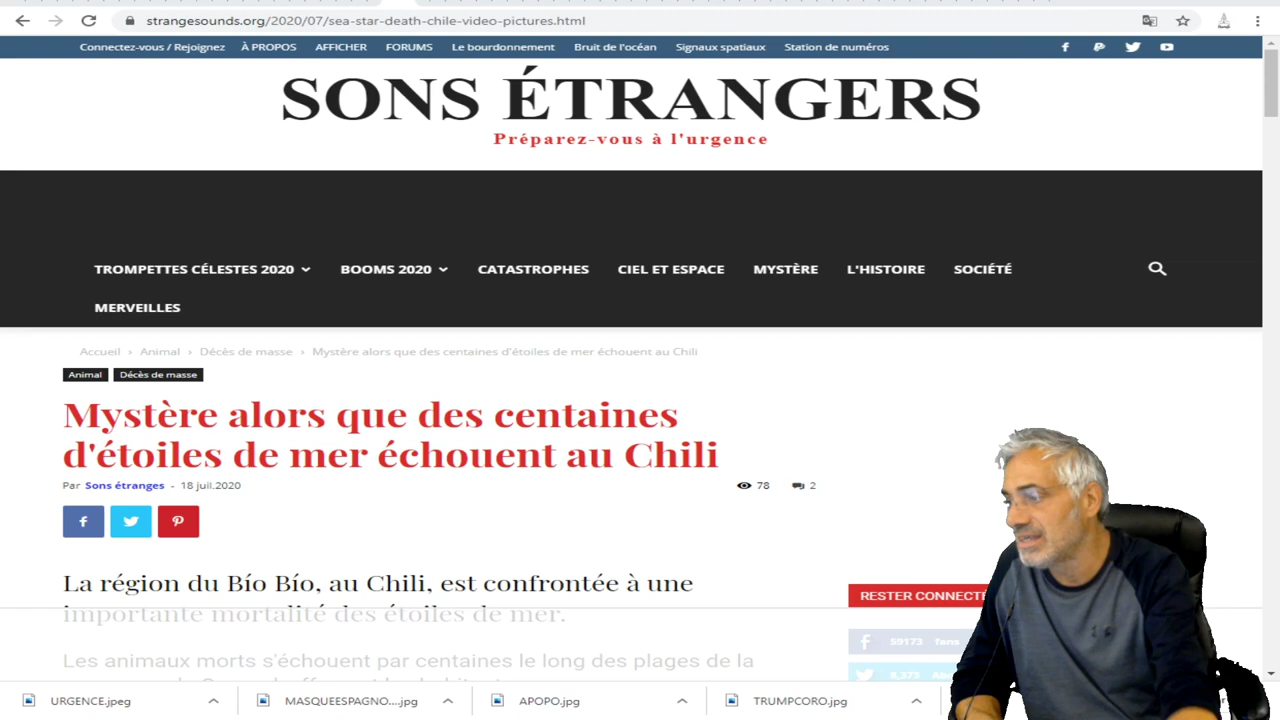 strangesounds.org/2020/07/sea-star-death-chile-video-pictures.html
Connectez-vous / Rejoignez À PROPOS AFFICHER FORUMS Le bourdonnement Bruit de l'océan Signaux spatiaux Station de numéros
SONS ÉTRANGERS
Préparez-vous à l'urgence
TROMPETTES CÉLESTES 2020 BOOMS 2020 CATASTROPHES CIEL ET ESPACE MYSTÈRE L'HISTOIRE SOCIÉTÉ
MERVEILLES
Accueil › Animal › Décès de masse › Mystère alors que des centaines d'étoiles de mer échouent au Chili
Animal Décès de masse
Mystère alors que des centaines
d'étoiles de mer échouent au Chili
Par Sons étranges - 18 juil.2020 78 2
La région du Bío Bío, au Chili, est confrontée à une
importante mortalité des étoiles de mer.
RESTER CONNECTÉ
59173 fans
Les animaux morts s'échouent par centaines le long des plages de la
8,373
URGENCE.jpeg MASQUEESPAGNO....jpg APOPO.jpg TRUMPCORO.jpg